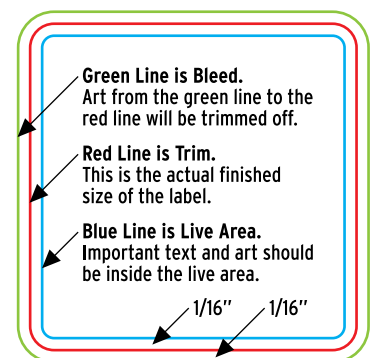 Green Line is Bleed.
Art from the green line to the
red line will be trimmed off.
Red Line is Trim.
This is the actual finished
size of the label.
Blue Line is Live Area.
Important text and art should
be inside the live area.
1/16" 1/16"